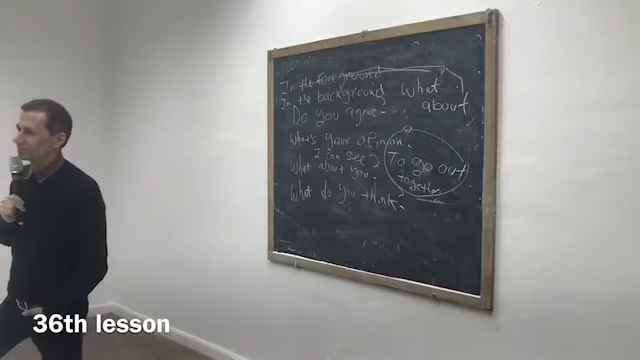 In the foreground
In the background
what about
Do you agree...
What's your opinion.
I can see
What about you.
What do you think?
To go out
together
36th lesson